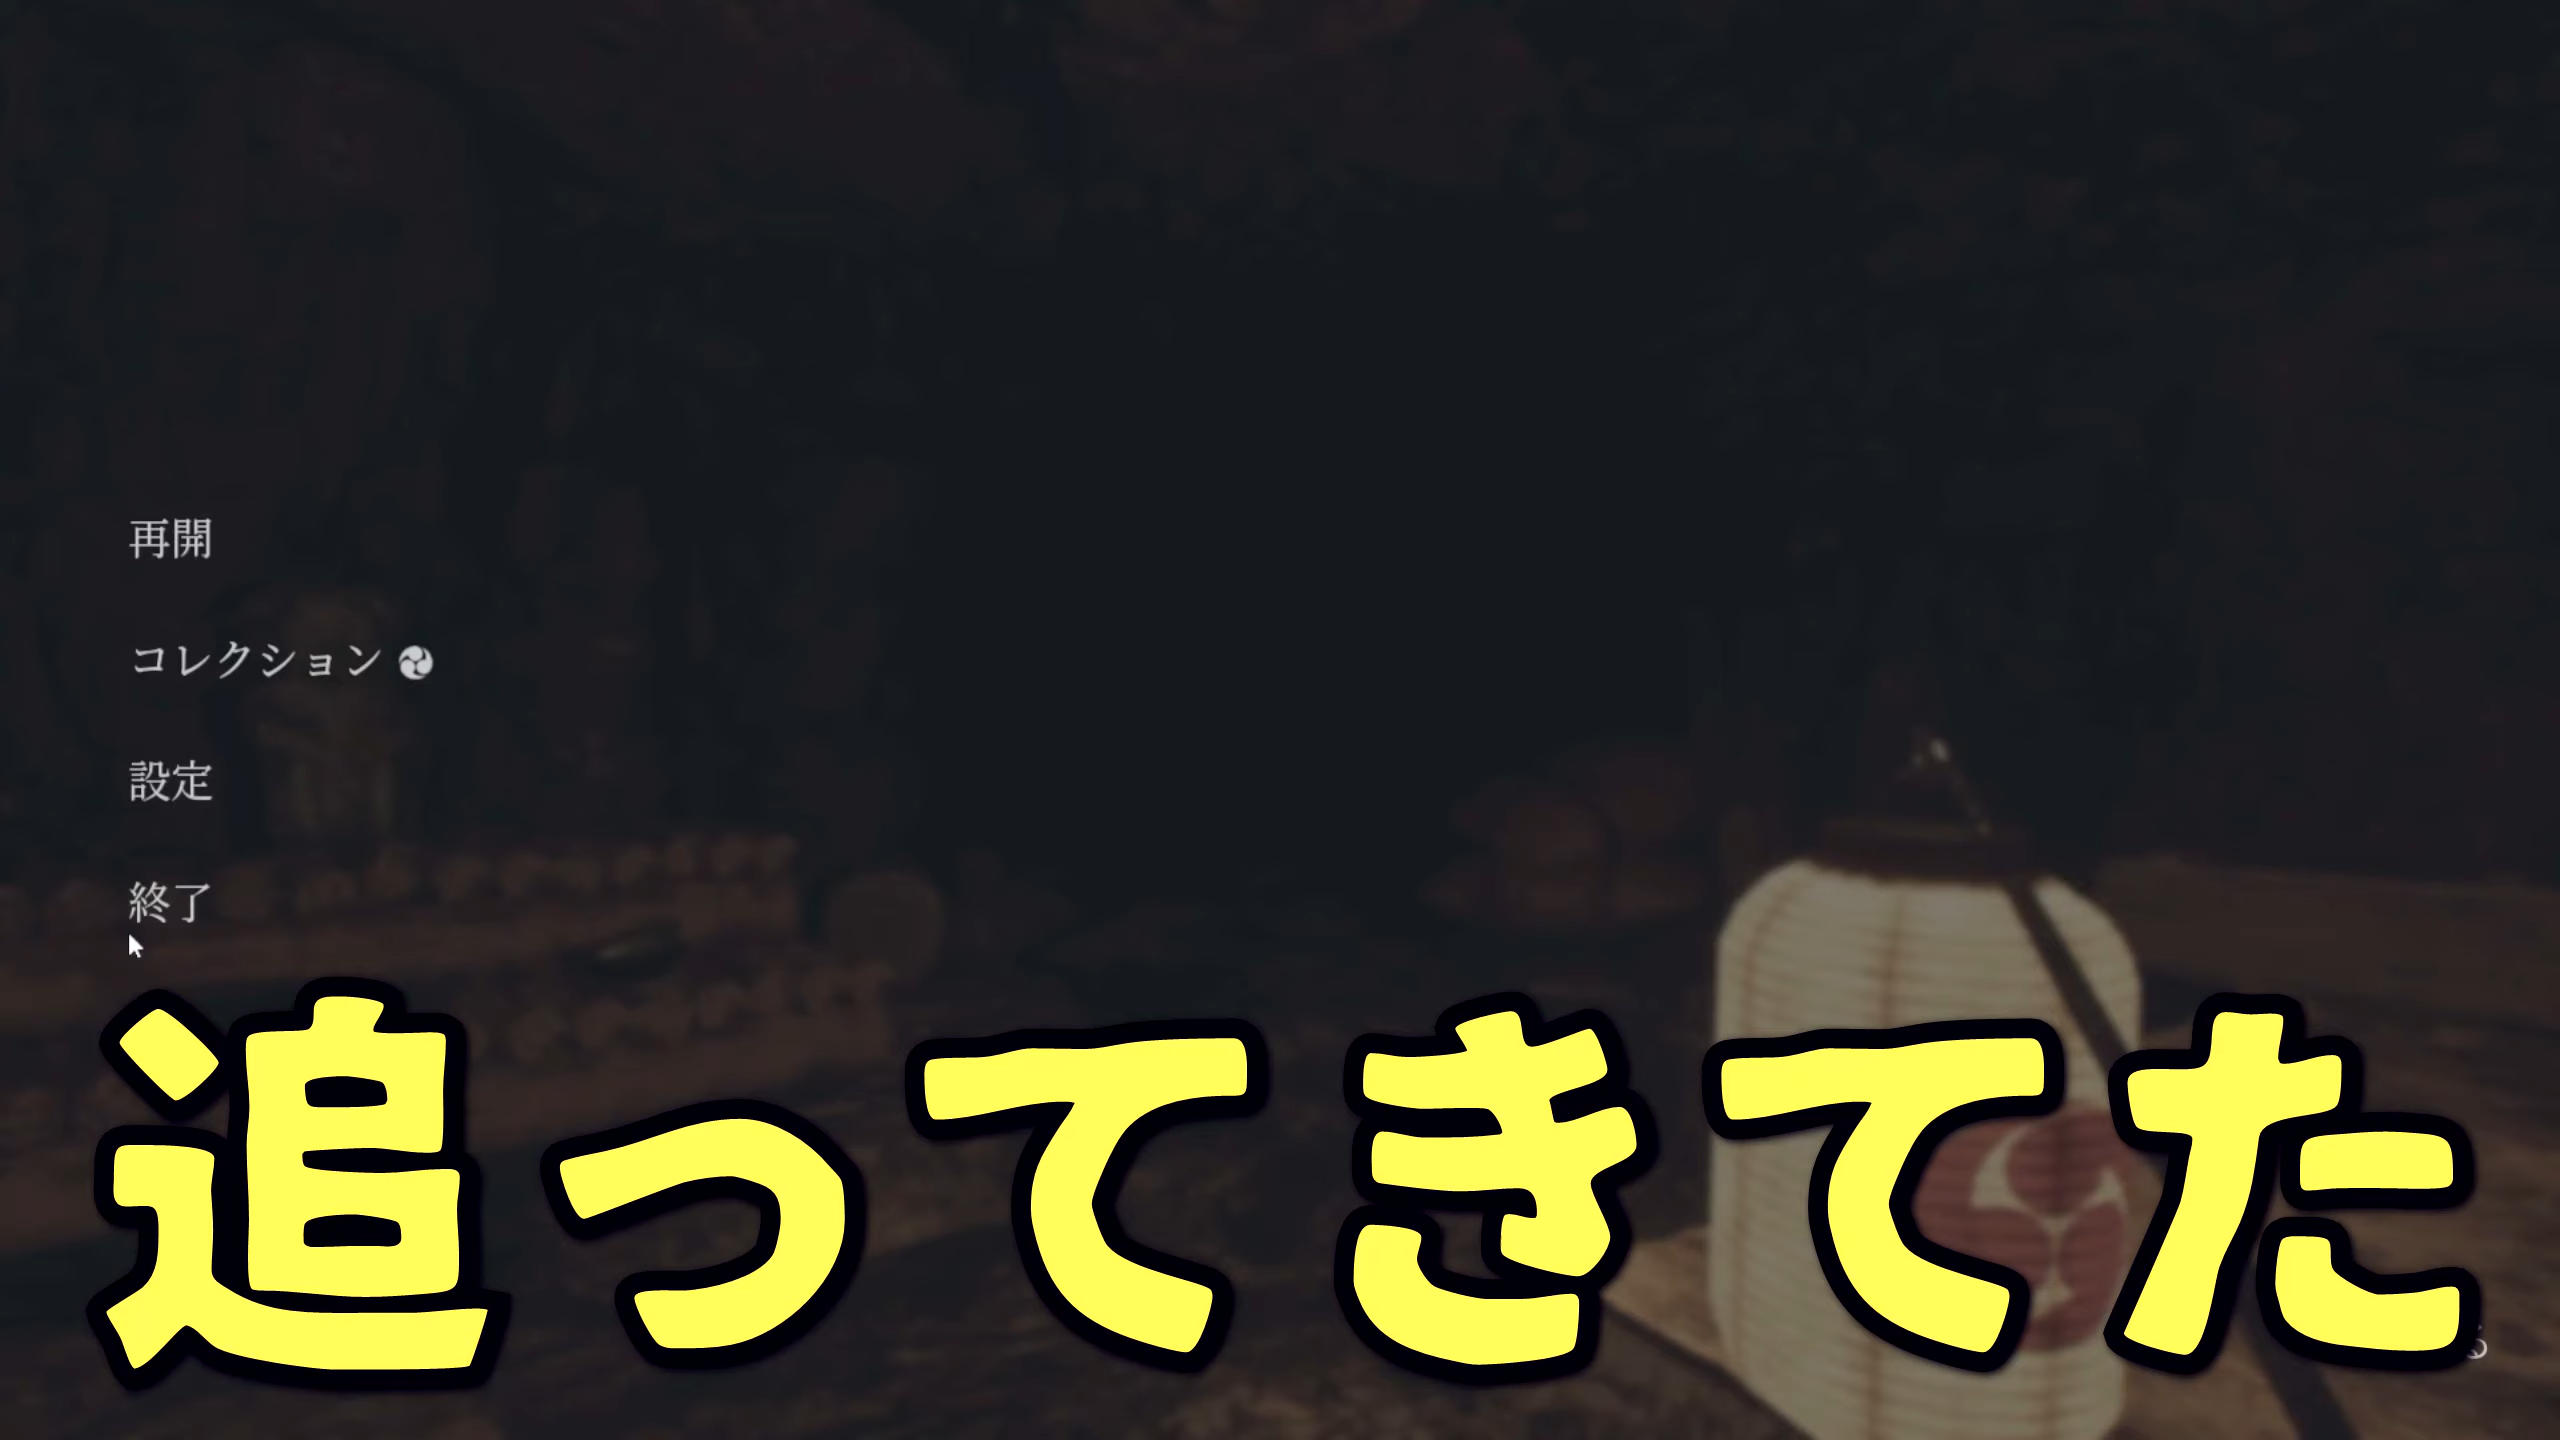 再開
コレクション
設定
終了
追ってきてた